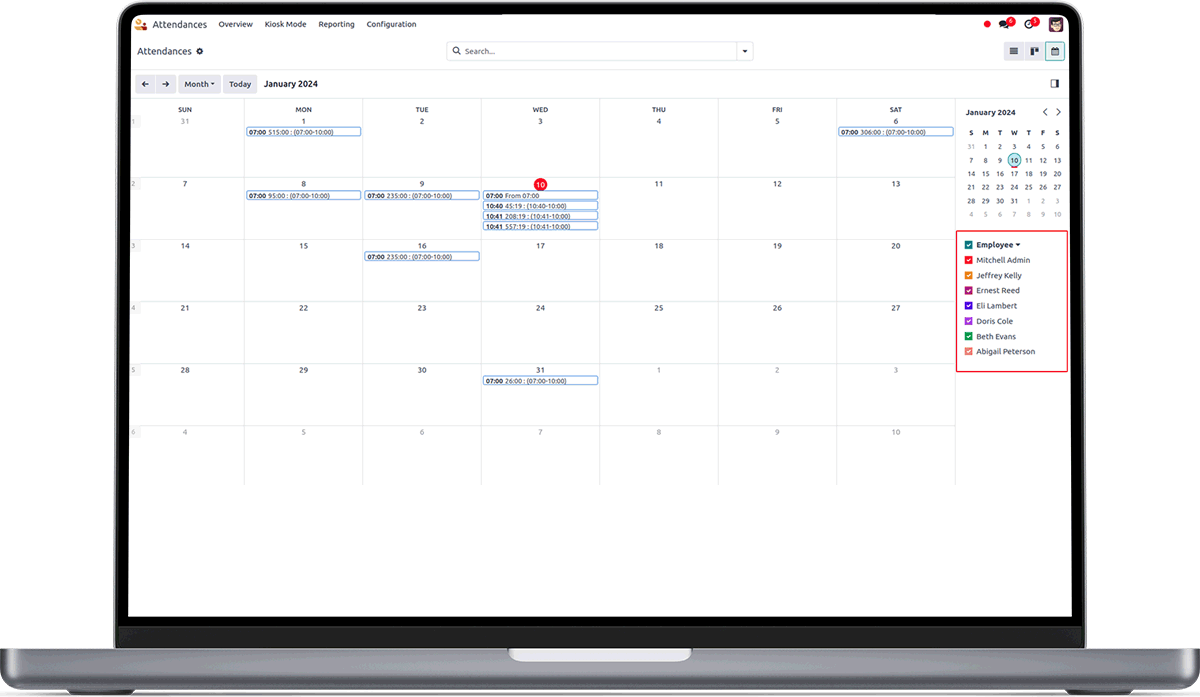 Attendances Overview Kiosk Mode Reporting Configuration 6 5
Attendances Search...
Month Today January 2024
SUN MON TUE WED THU FRI SAT
1 31 1 2 3 4 5 6
07:00 515:00 : (07-00-10:00)
07:00 306:00 : (07-00-10:00)
2 7 8 9 10 11 12 13
07:00 95:00 : (07-00-10:00)
07:00 235:00 : (07-00-10:00)
07:00 From 07:00
10:40 45:19 : (10:40-10:00)
10:41 208:19 : (10:41-10:00)
10:41 557:19 : (10:41-10:00)
3 14 15 16 17 18 19 20
07:00 235:00 : (07-00-10:00)
4 21 22 23 24 25 26 27
5 28 29 30 31 1 2 3
07:00 26:00 : (07-00-10:00)
6 4 5 6 7 8 9 10
January 2024
S M T W T F S
31 1 2 3 4 5 6
7 8 9 10 11 12 13
14 15 16 17 18 19 20
21 22 23 24 25 26 27
28 29 30 31 1 2 3
4 5 6 7 8 9 10
Employee
Mitchell Admin
Jeffrey Kelly
Ernest Reed
Eli Lambert
Doris Cole
Beth Evans
Abigail Peterson